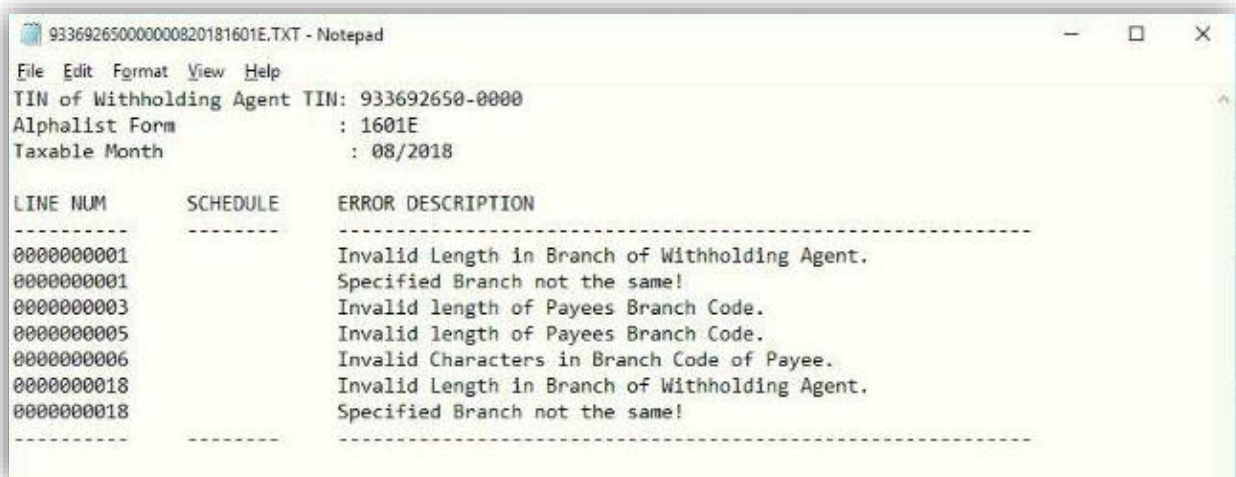 933692650000000820181601E.TXT - Notepad
File Edit Format View Help
TIN of Withholding Agent TIN: 933692650-0000
Alphalist Form : 1601E
Taxable Month : 08/2018
LINE NUM SCHEDULE ERROR DESCRIPTION
---------- -------- ------------------------------------------------------------
0000000001 Invalid Length in Branch of Withholding Agent.
0000000001 Specified Branch not the same!
0000000003 Invalid length of Payees Branch Code.
0000000005 Invalid length of Payees Branch Code.
0000000006 Invalid Characters in Branch Code of Payee.
0000000018 Invalid Length in Branch of Withholding Agent.
0000000018 Specified Branch not the same!
---------- -------- ------------------------------------------------------------